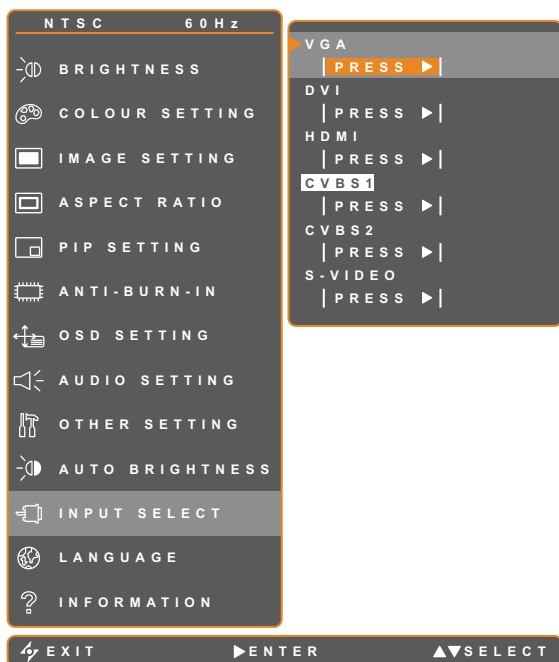 NTSC 60Hz
BRIGHTNESS
COLOUR SETTING
IMAGE SETTING
ASPECT RATIO
PIP SETTING
ANTI-BURN-IN
OSD SETTING
AUDIO SETTING
OTHER SETTING
AUTO BRIGHTNESS
INPUT SELECT
LANGUAGE
INFORMATION
VGA
PRESS ▶
DVI
PRESS ▶
HDMI
PRESS ▶
CVBS1
PRESS ▶
CVBS2
PRESS ▶
S-VIDEO
PRESS ▶
EXIT ▶ENTER ▲▼SELECT